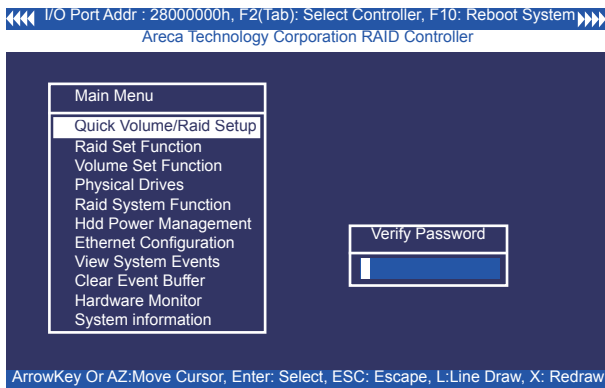 I/O Port Addr : 28000000h, F2(Tab): Select Controller, F10: Reboot System
Areca Technology Corporation RAID Controller
Main Menu
Quick Volume/Raid Setup
Raid Set Function
Volume Set Function
Physical Drives
Raid System Function
Hdd Power Management
Ethernet Configuration
View System Events
Clear Event Buffer
Hardware Monitor
System information
Verify Password
ArrowKey Or AZ:Move Cursor, Enter: Select, ESC: Escape, L:Line Draw, X: Redraw